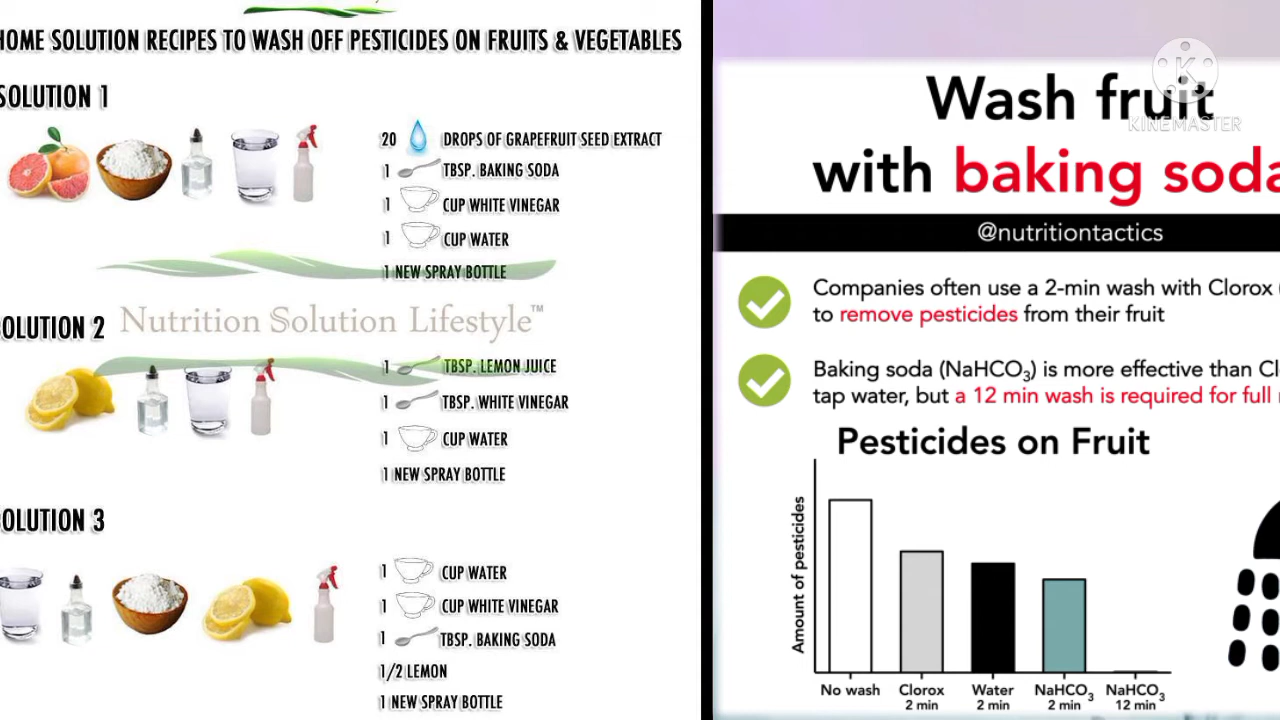 HOME SOLUTION RECIPES TO WASH OFF PESTICIDES ON FRUITS & VEGETABLES
SOLUTION 1
20 DROPS OF GRAPEFRUIT SEED EXTRACT
1 TBSP. BAKING SODA
1 CUP WHITE VINEGAR
1 CUP WATER
1 NEW SPRAY BOTTLE
Nutrition Solution Lifestyle™
OLUTION 2
1 TBSP. LEMON JUICE
1 TBSP. WHITE VINEGAR
1 CUP WATER
1 NEW SPRAY BOTTLE
OLUTION 3
1 CUP WATER
1 CUP WHITE VINEGAR
1 TBSP. BAKING SODA
1/2 LEMON
1 NEW SPRAY BOTTLE
Wash fruit
K
KINEMASTER
with baking soda
@nutritiontactics
Companies often use a 2-min wash with Clorox
to remove pesticides from their fruit
Baking soda (NaHCO₃) is more effective than Cl
tap water, but a 12 min wash is required for full
Pesticides on Fruit
Amount of pesticides
No wash
Clorox
2 min
Water
2 min
NaHCO₃
2 min
NaHCO₃
12 min